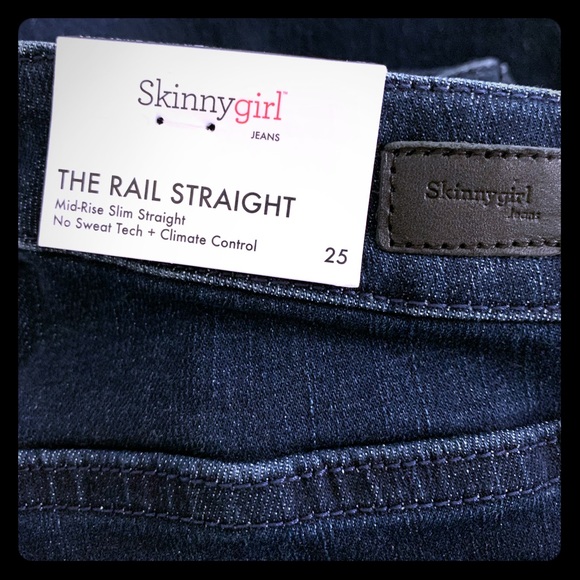 Skinnygirl™
JEANS
THE RAIL STRAIGHT
Mid-Rise Slim Straight
No Sweat Tech + Climate Control
25
Skinnygirl
Jeans